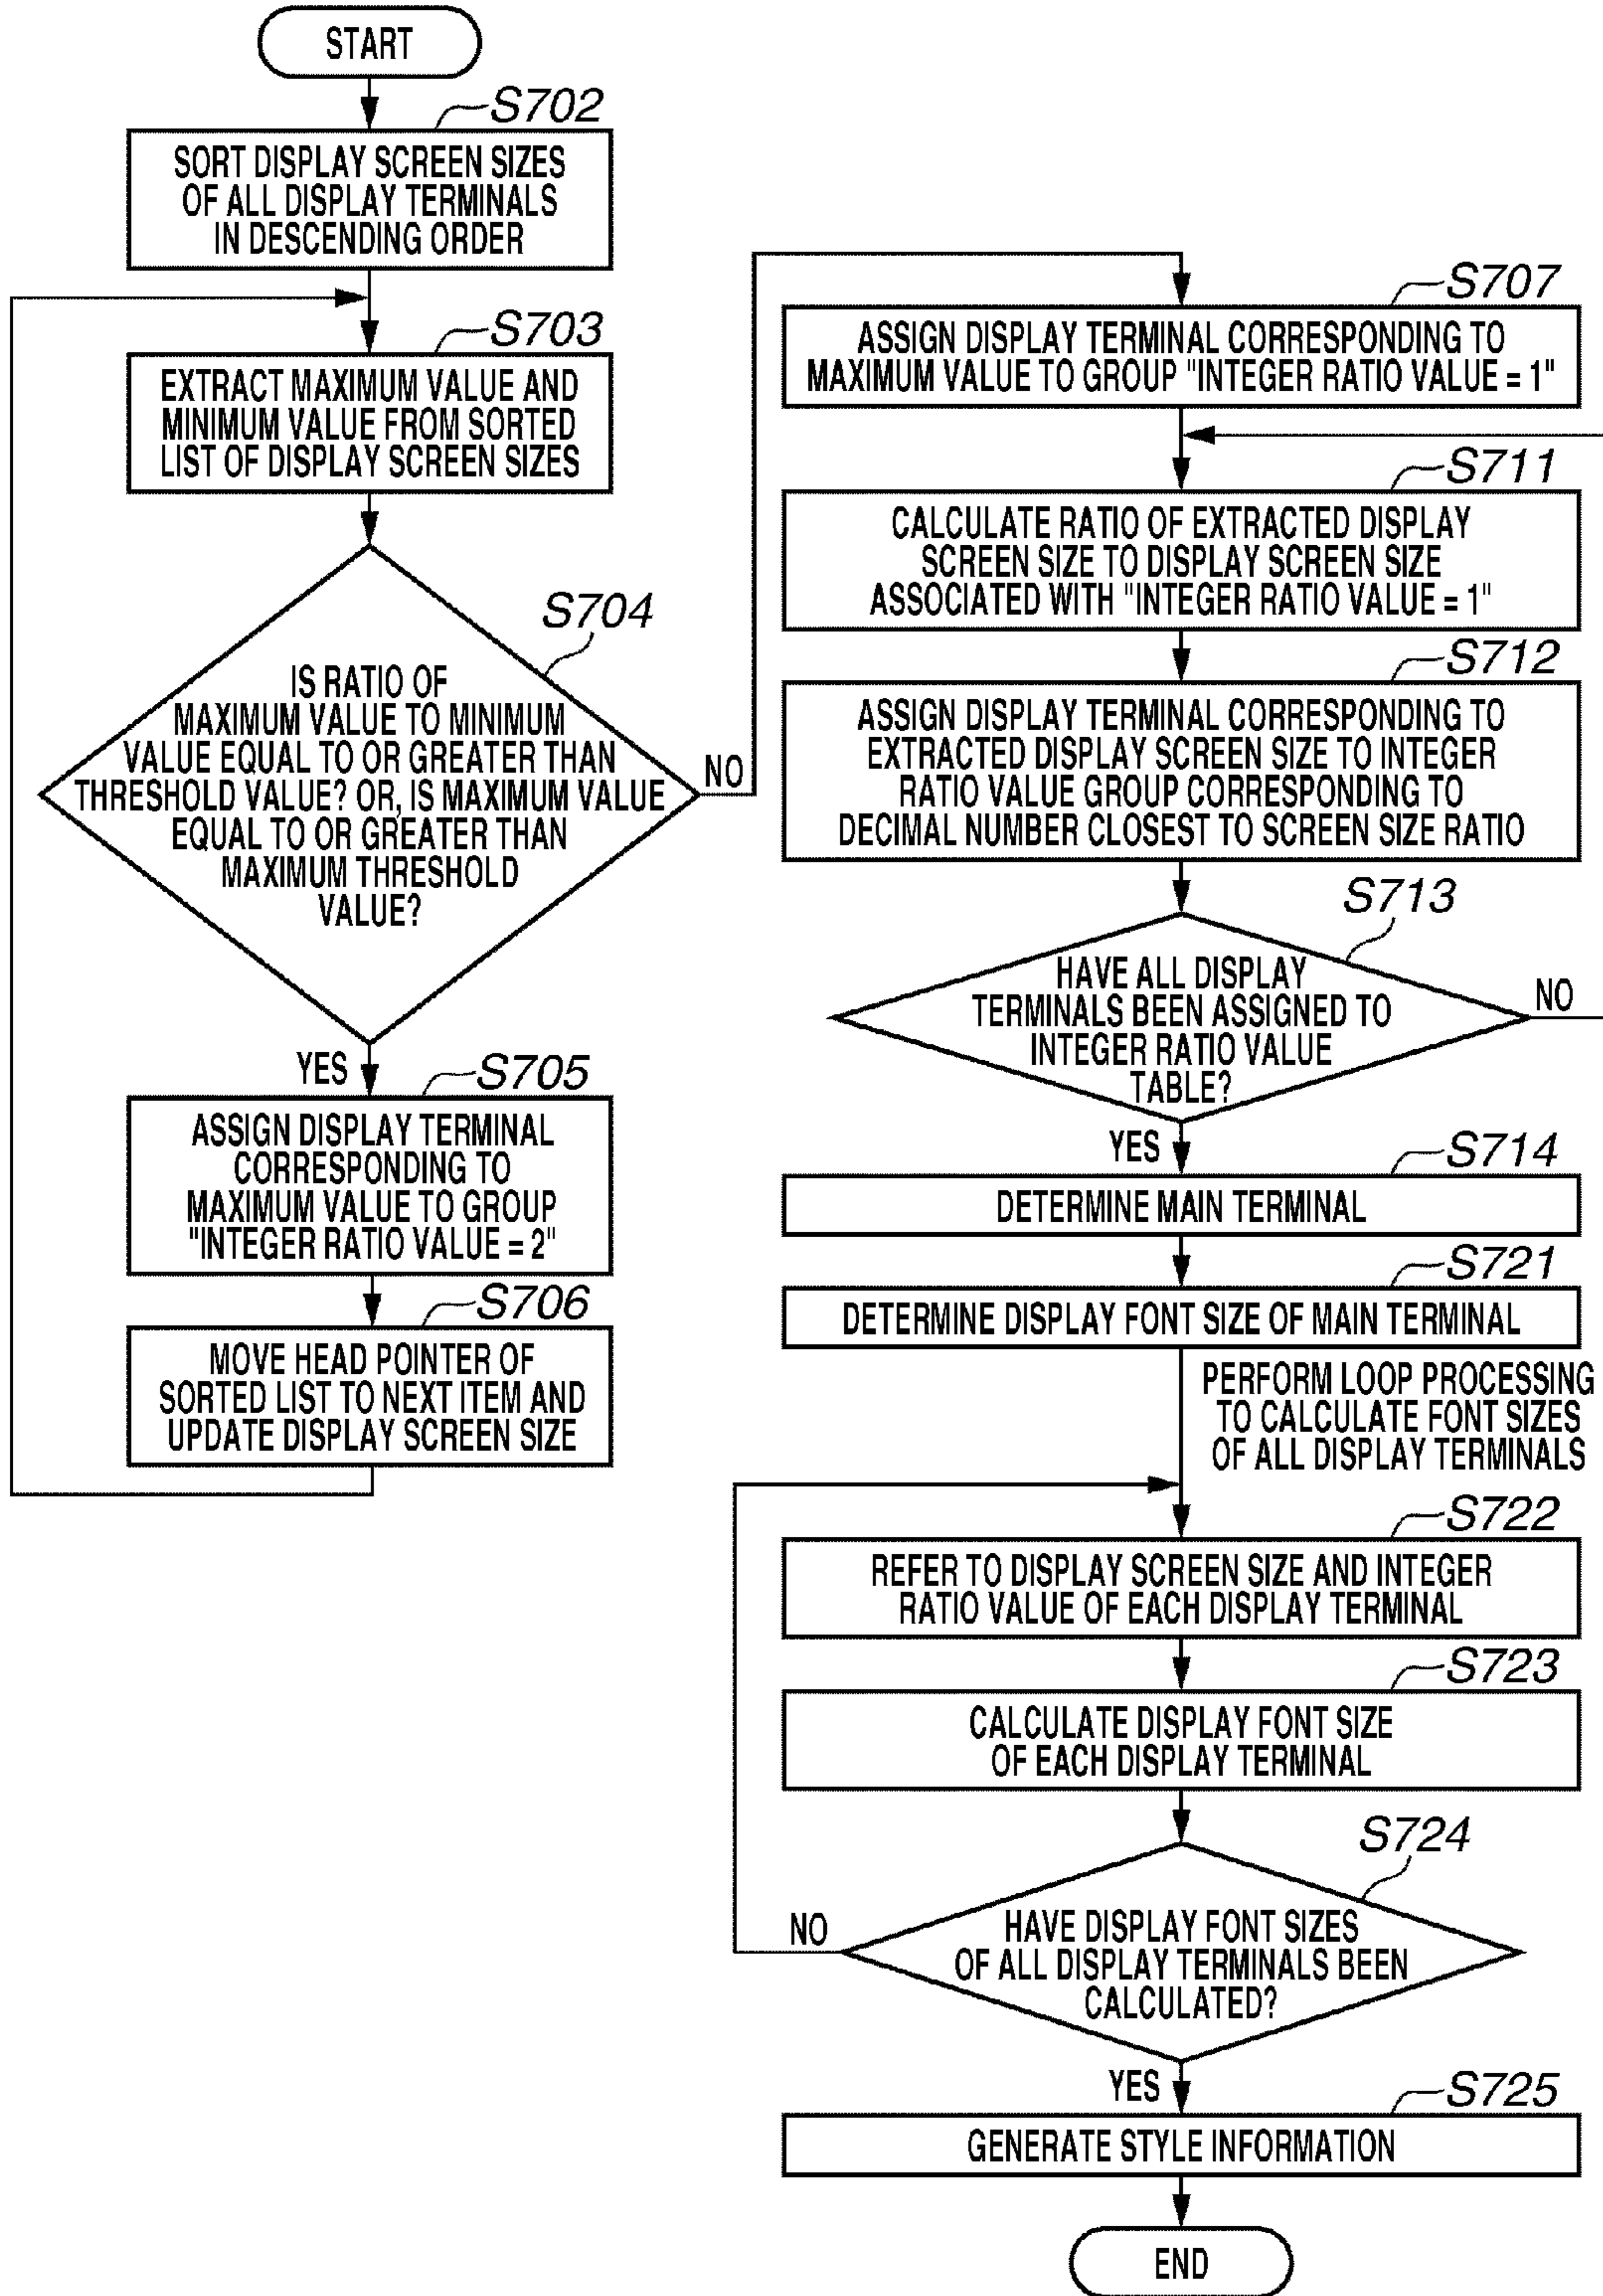 START
S702
SORT DISPLAY SCREEN SIZES
OF ALL DISPLAY TERMINALS
IN DESCENDING ORDER
S703
EXTRACT MAXIMUM VALUE AND
MINIMUM VALUE FROM SORTED
LIST OF DISPLAY SCREEN SIZES
S704
IS RATIO OF
MAXIMUM VALUE TO MINIMUM
VALUE EQUAL TO OR GREATER THAN
THRESHOLD VALUE? OR, IS MAXIMUM VALUE
EQUAL TO OR GREATER THAN
MAXIMUM THRESHOLD
VALUE?
NO
YES
S705
ASSIGN DISPLAY TERMINAL
CORRESPONDING TO
MAXIMUM VALUE TO GROUP
"INTEGER RATIO VALUE = 2"
S706
MOVE HEAD POINTER OF
SORTED LIST TO NEXT ITEM AND
UPDATE DISPLAY SCREEN SIZE
S707
ASSIGN DISPLAY TERMINAL CORRESPONDING TO
MAXIMUM VALUE TO GROUP "INTEGER RATIO VALUE = 1"
S711
CALCULATE RATIO OF EXTRACTED DISPLAY
SCREEN SIZE TO DISPLAY SCREEN SIZE
ASSOCIATED WITH "INTEGER RATIO VALUE = 1"
S712
ASSIGN DISPLAY TERMINAL CORRESPONDING TO
EXTRACTED DISPLAY SCREEN SIZE TO INTEGER
RATIO VALUE GROUP CORRESPONDING TO
DECIMAL NUMBER CLOSEST TO SCREEN SIZE RATIO
S713
HAVE ALL DISPLAY
TERMINALS BEEN ASSIGNED TO
INTEGER RATIO VALUE
TABLE?
NO
YES
S714
DETERMINE MAIN TERMINAL
S721
DETERMINE DISPLAY FONT SIZE OF MAIN TERMINAL
PERFORM LOOP PROCESSING
TO CALCULATE FONT SIZES
OF ALL DISPLAY TERMINALS
S722
REFER TO DISPLAY SCREEN SIZE AND INTEGER
RATIO VALUE OF EACH DISPLAY TERMINAL
S723
CALCULATE DISPLAY FONT SIZE
OF EACH DISPLAY TERMINAL
S724
HAVE DISPLAY FONT SIZES
OF ALL DISPLAY TERMINALS BEEN
CALCULATED?
NO
YES
S725
GENERATE STYLE INFORMATION
END